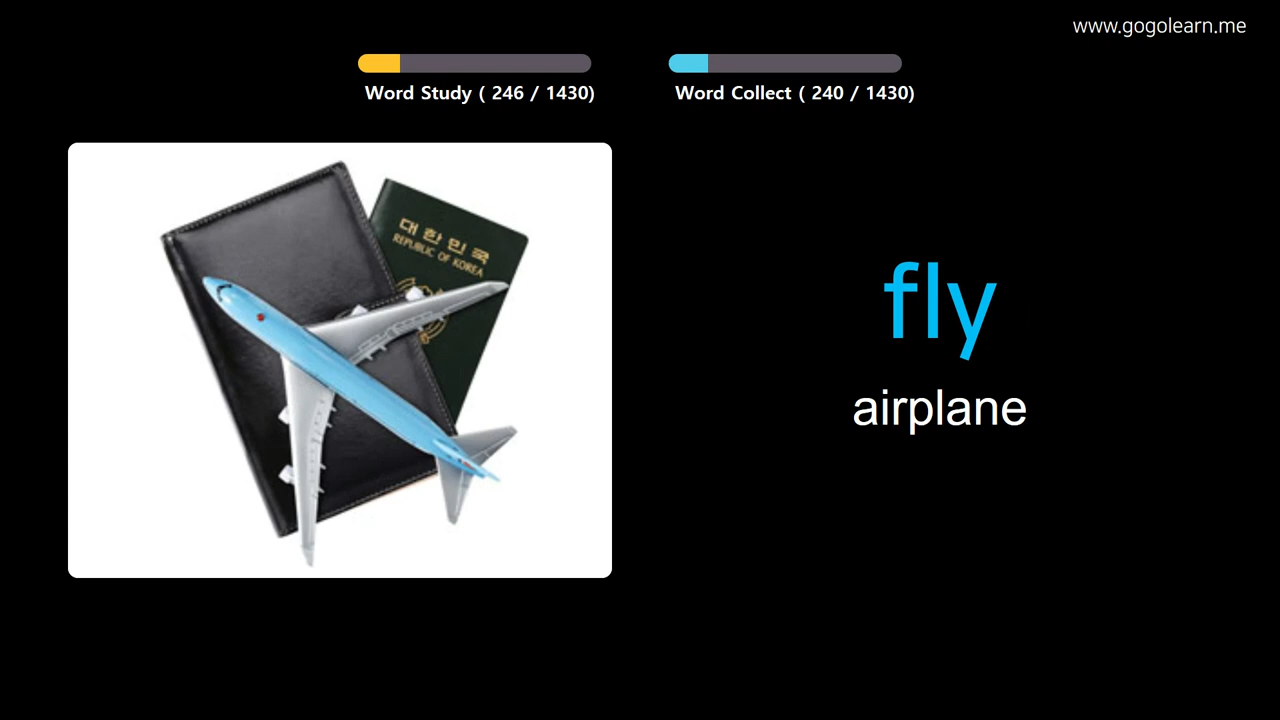 www.gogolearn.me
Word Study ( 246 / 1430)
Word Collect ( 240 / 1430)
대한민국
REPUBLIC OF KOREA
fly
airplane